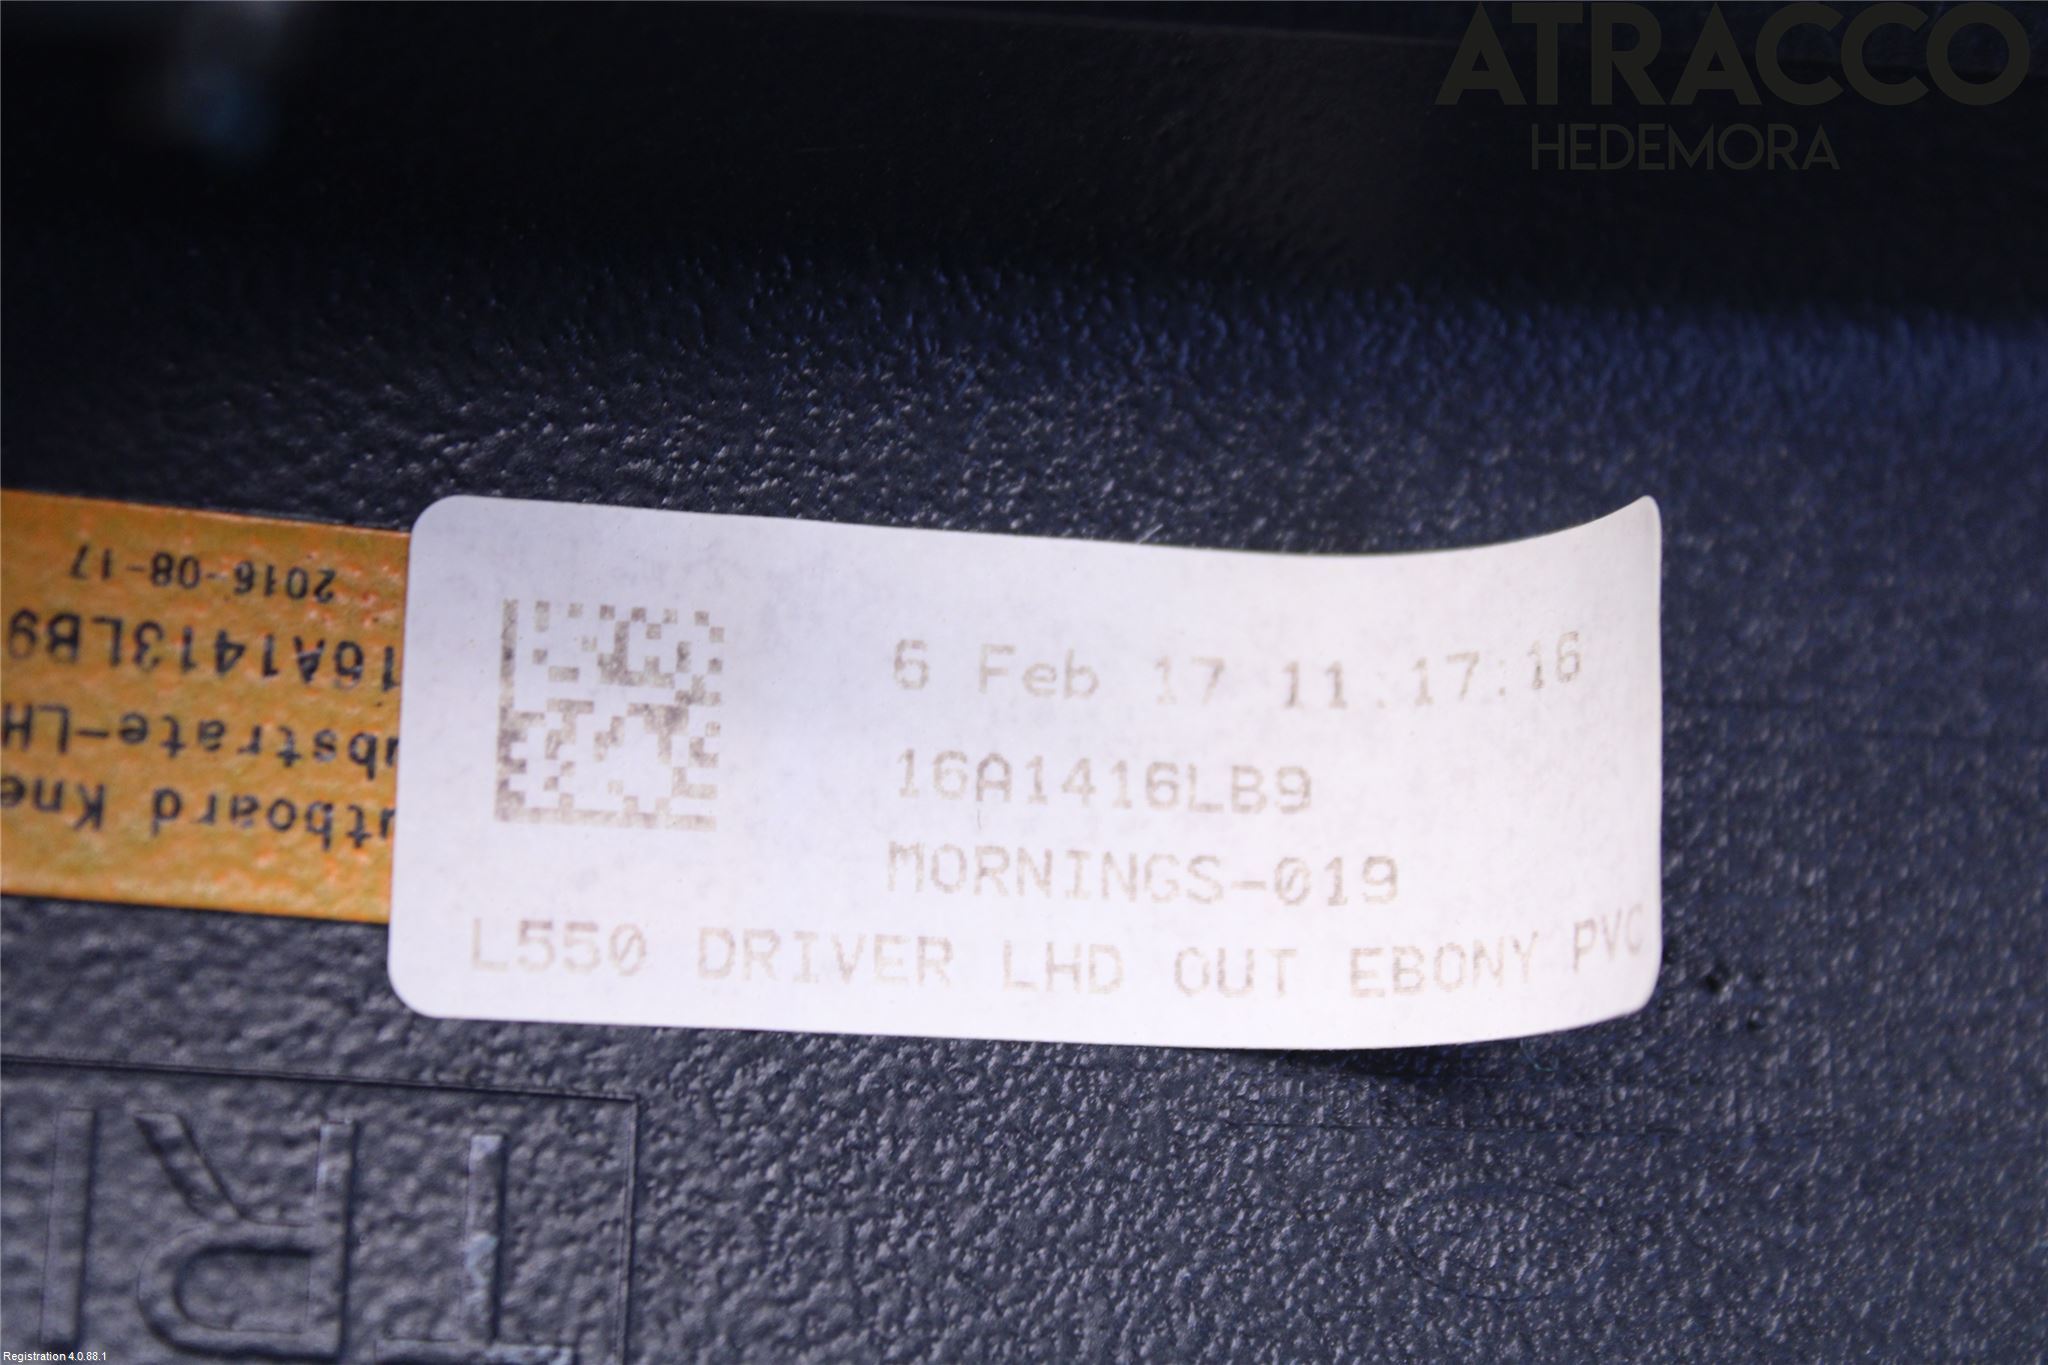 ATRACCO
HEDEMORA
6 Feb 17 11:17:16
16A1416LB9
MORNINGS-019
L550 DRIVER LHD OUT EBONY PVC
utboard Kne
ubstrate-LH
16A1413LB9
2016-08-17
TRI
Registration 4.0.88.1